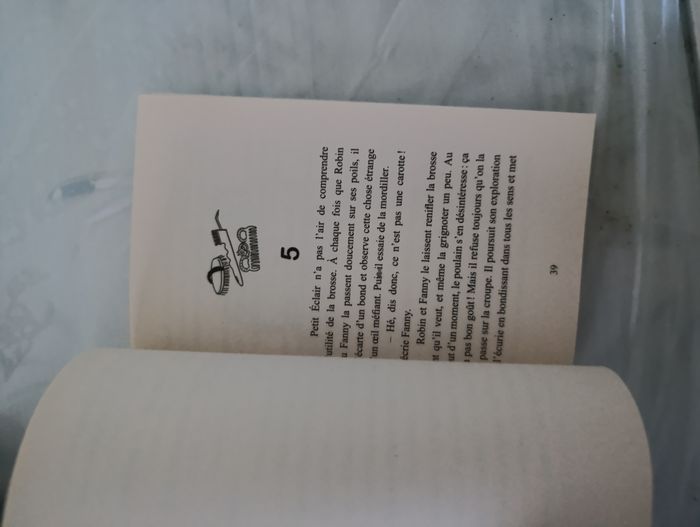 5
Petit Éclair n'a pas l'air de comprendre
utilité de la brosse. À chaque fois que Robin
u Fanny la passent doucement sur ses poils, il
écarte d'un bond et observe cette chose étrange
'un œil méfiant. Puis il essaie de la mordiller.
– Hé, dis donc, ce n'est pas une carotte !
écrie Fanny.
Robin et Fanny le laissent renifler la brosse
nt qu'il veut, et même la grignoter un peu. Au
ut d'un moment, le poulain s'en désintéresse : ça
pas bon goût ! Mais il refuse toujours qu'on la
passe sur la croupe. Il poursuit son exploration
l'écurie en bondissant dans tous les sens et met
39